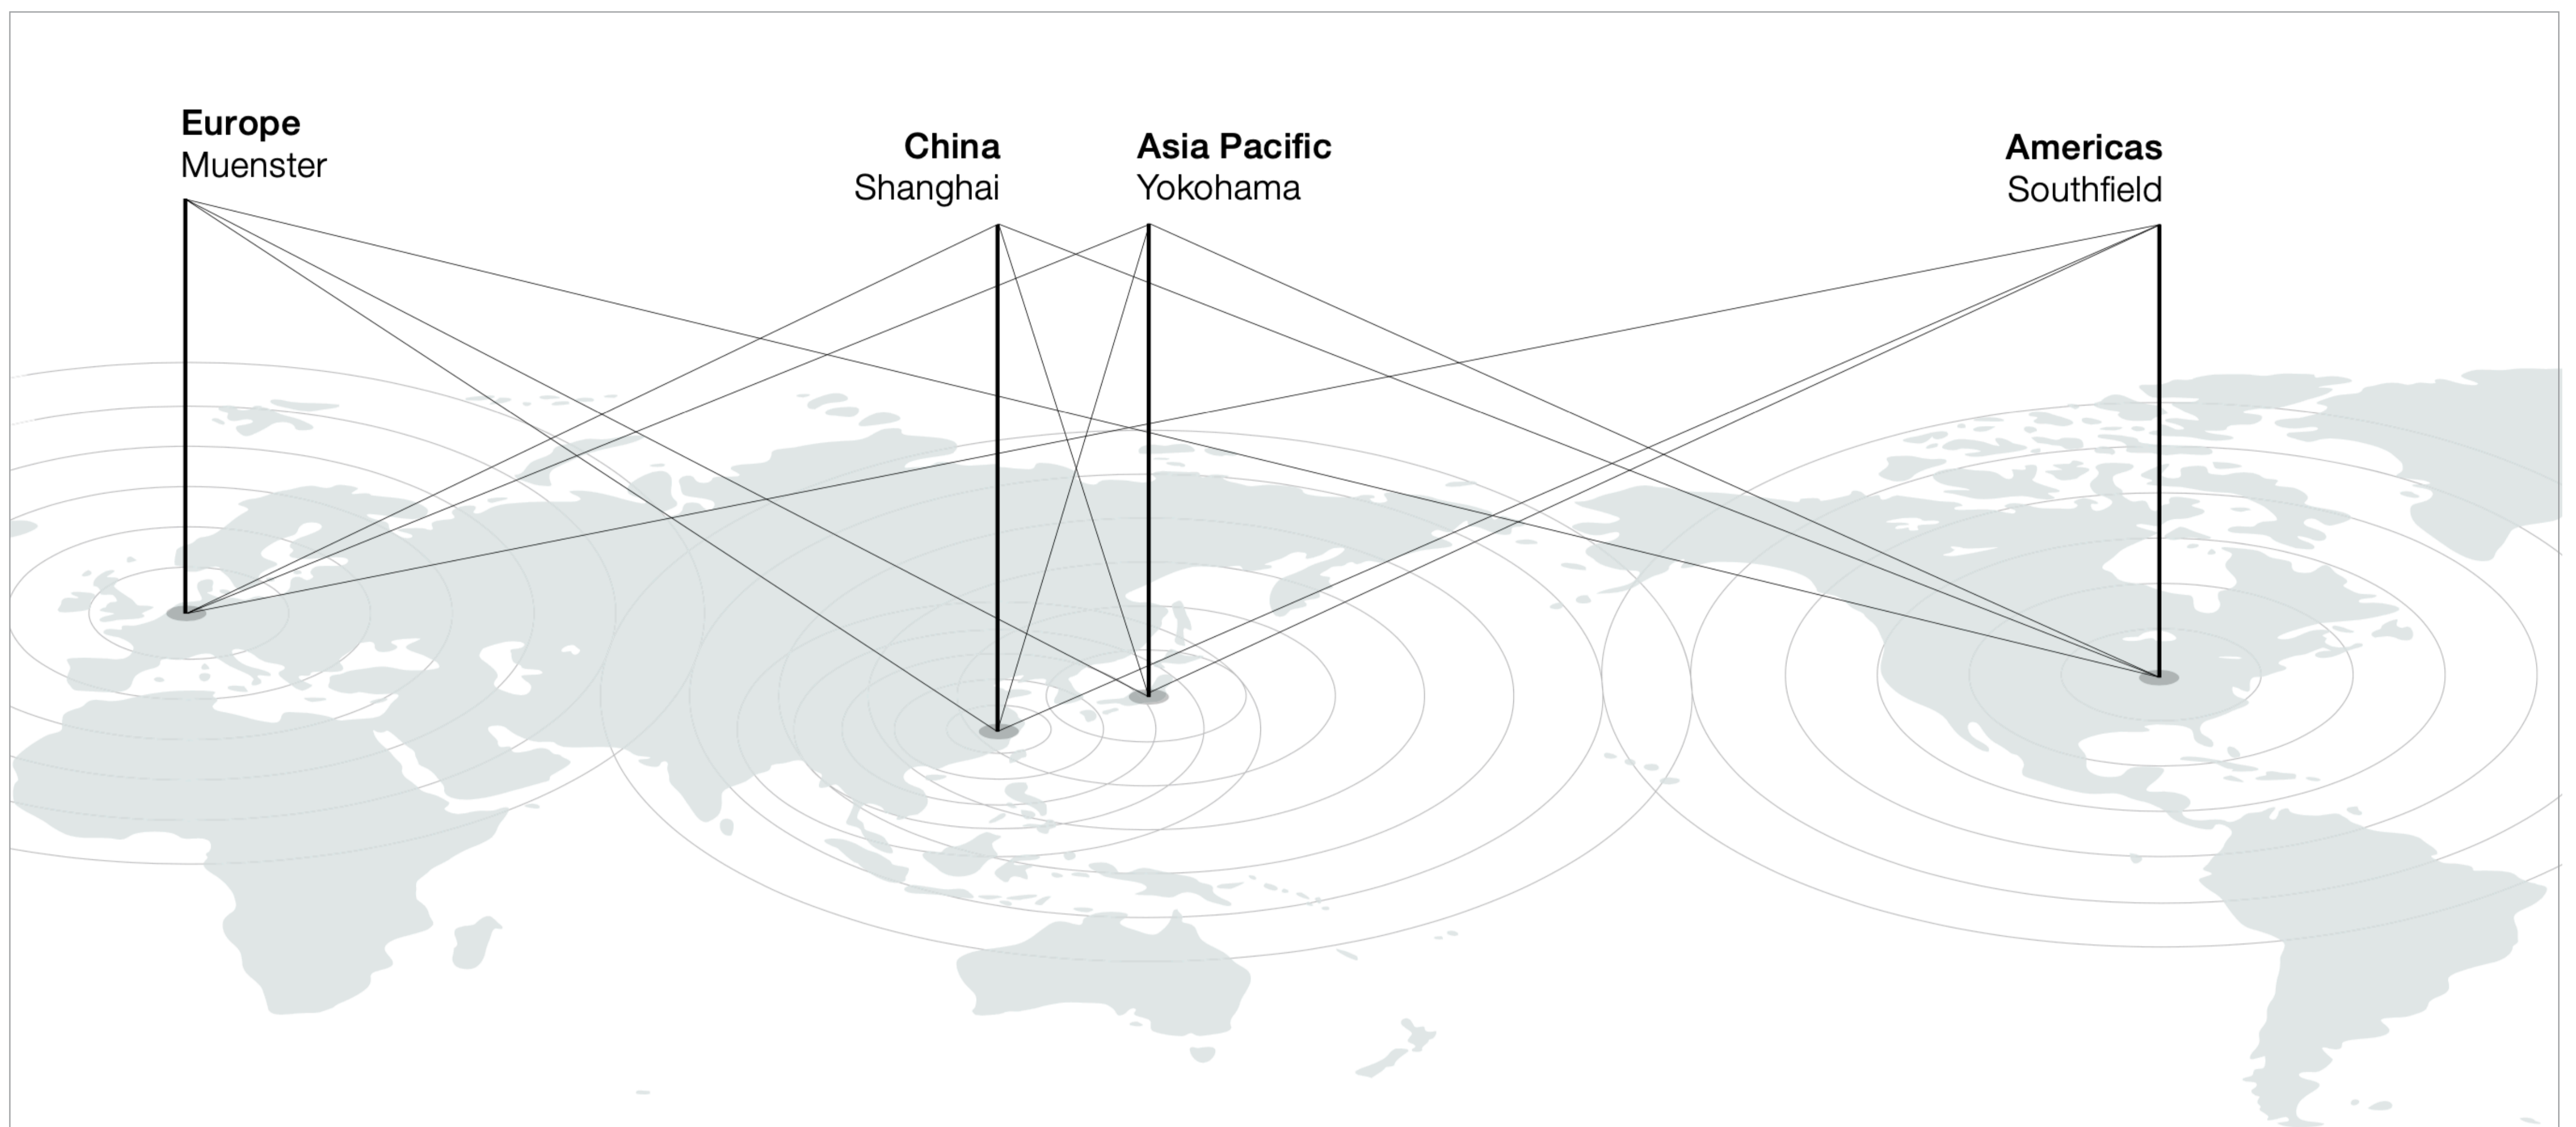 Europe
Muenster
China
Shanghai
Asia Pacific
Yokohama
Americas
Southfield